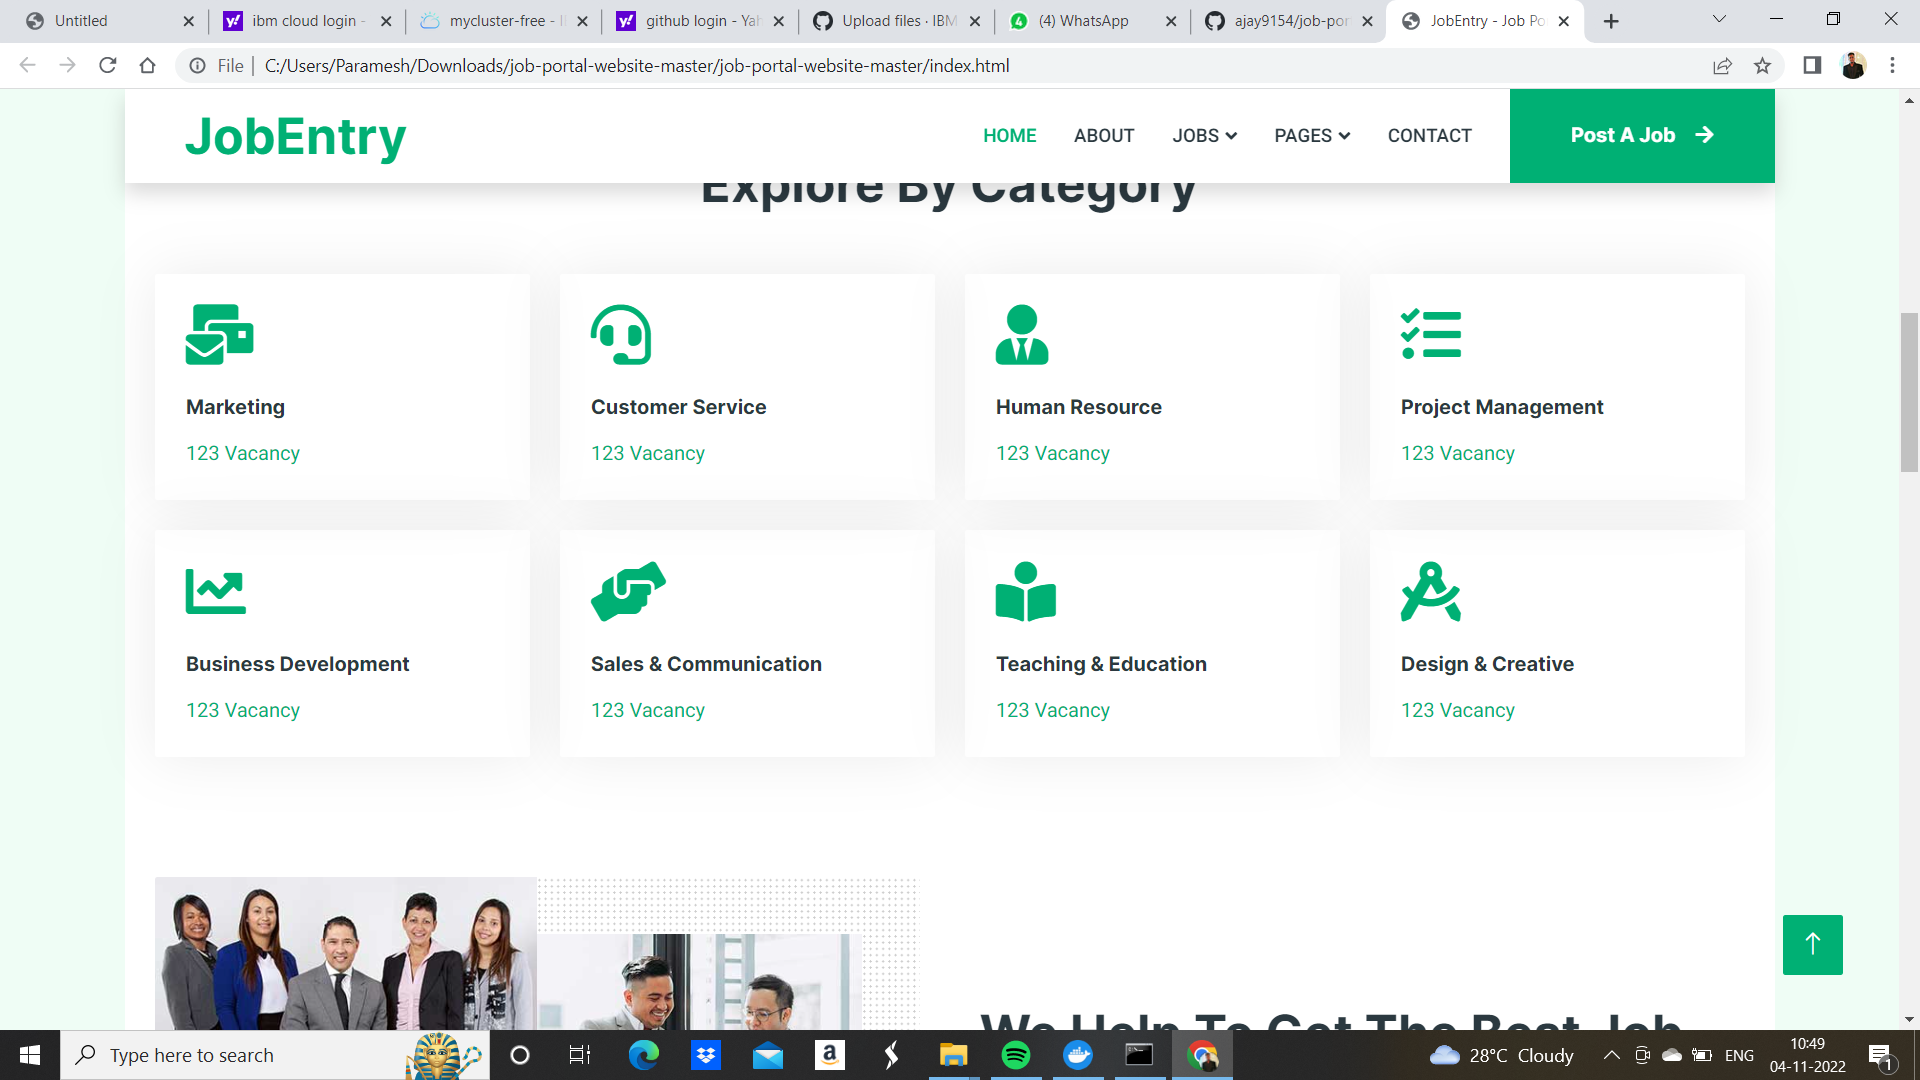 Untitled
ibm cloud login -
mycluster-free - I
github login - Yah
Upload files · IBM
(4) WhatsApp
ajay9154/job-por
JobEntry - Job Po
File
C:/Users/Paramesh/Downloads/job-portal-website-master/job-portal-website-master/index.html
JobEntry
HOME
ABOUT
JOBS
PAGES
CONTACT
Post A Job
Explore By Category
Marketing
123 Vacancy
Customer Service
123 Vacancy
Human Resource
123 Vacancy
Project Management
123 Vacancy
Business Development
123 Vacancy
Sales & Communication
123 Vacancy
Teaching & Education
123 Vacancy
Design & Creative
123 Vacancy
We Help To Get The Best Job
Type here to search
28°C Cloudy
ENG
10:49
04-11-2022
1